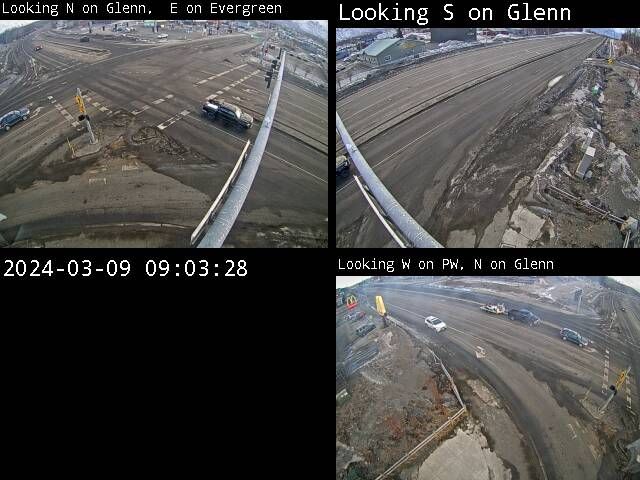 Looking N on Glenn,  E on Evergreen
Looking S on Glenn
2024-03-09 09:03:28
Looking W on PW, N on Glenn